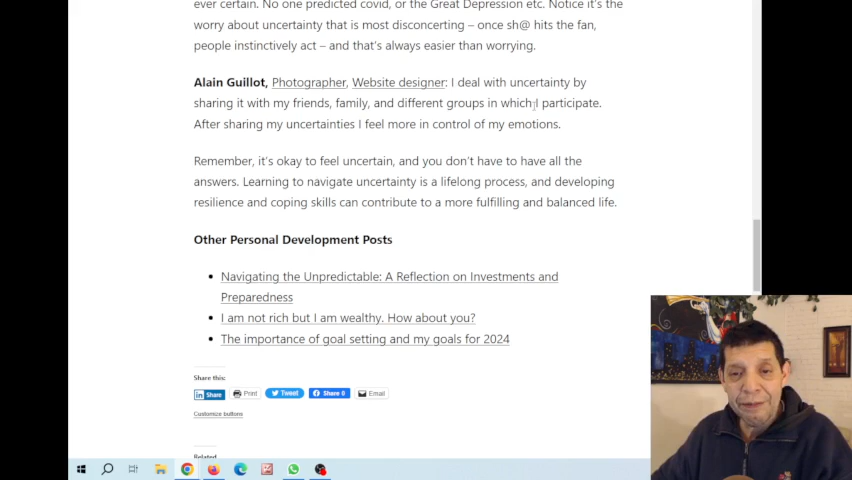 ever certain. No one predicted covid, or the Great Depression etc. Notice it's the
worry about uncertainty that is most disconcerting – once sh@ hits the fan,
people instinctively act – and that's always easier than worrying.
Alain Guillot, Photographer, Website designer: I deal with uncertainty by
sharing it with my friends, family, and different groups in which I participate.
After sharing my uncertainties I feel more in control of my emotions.
Remember, it's okay to feel uncertain, and you don't have to have all the
answers. Learning to navigate uncertainty is a lifelong process, and developing
resilience and coping skills can contribute to a more fulfilling and balanced life.
Other Personal Development Posts
Navigating the Unpredictable: A Reflection on Investments and
Preparedness
I am not rich but I am wealthy. How about you?
The importance of goal setting and my goals for 2024
Share this:
in Share Print Tweet Share 0 Email
Customize buttons
Related